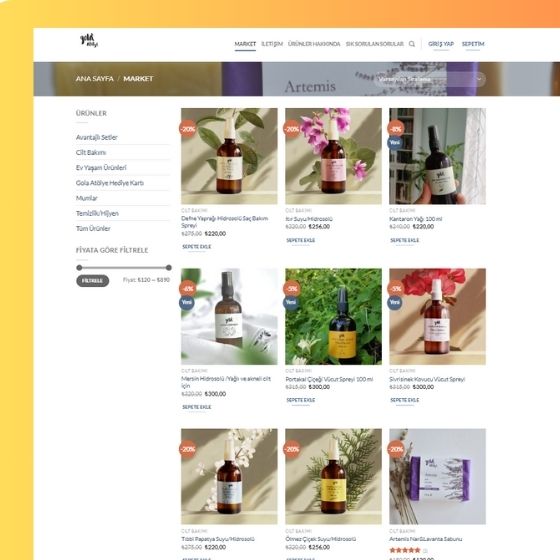 gola
atölye
MARKET İLETİŞİM ÜRÜNLER HAKKINDA SIK SORULAN SORULAR GİRİŞ YAP SEPETİM
ANA SAYFA / MARKET
Artemis
Varsayılan Sıralama
ÜRÜNLER
Avantajlı Setler
Cilt Bakımı
Ev Yaşam Ürünleri
Gola Atölye Hediye Kartı
Mumlar
Temizlik/Hijyen
Tüm Ürünler
FİYATA GÖRE FİLTRELE
FİLTRELE
Fiyat: ₺120 — ₺890
-20%
-20%
-8%
Yeni
CİLT BAKIMI
Defne Yaprağı Hidrosolü Saç Bakım
Spreyi
₺275,00 ₺220,00
SEPETE EKLE
CİLT BAKIMI
Itır Suyu/Hidrosolü
₺320,00 ₺256,00
SEPETE EKLE
CİLT BAKIMI
Kantaron Yağı 100 ml
₺240,00 ₺220,00
SEPETE EKLE
-6%
Yeni
-5%
Yeni
-5%
Yeni
CİLT BAKIMI
Mersin Hidrosolü /Yağlı ve akneli cilt
için
₺320,00 ₺300,00
SEPETE EKLE
CİLT BAKIMI
Portakal Çiçeği Vücut Spreyi 100 ml
₺315,00 ₺300,00
SEPETE EKLE
CİLT BAKIMI
Sivrisinek Kovucu Vücut Spreyi
₺315,00 ₺300,00
SEPETE EKLE
-20%
-20%
-20%
CİLT BAKIMI
Tıbbi Papatya Suyu/Hidrosolü
₺275,00 ₺220,00
CİLT BAKIMI
Ölmez Çiçek Suyu/Hidrosolü
₺320,00 ₺256,00
CİLT BAKIMI
Artemis Nar&Lavanta Sabunu